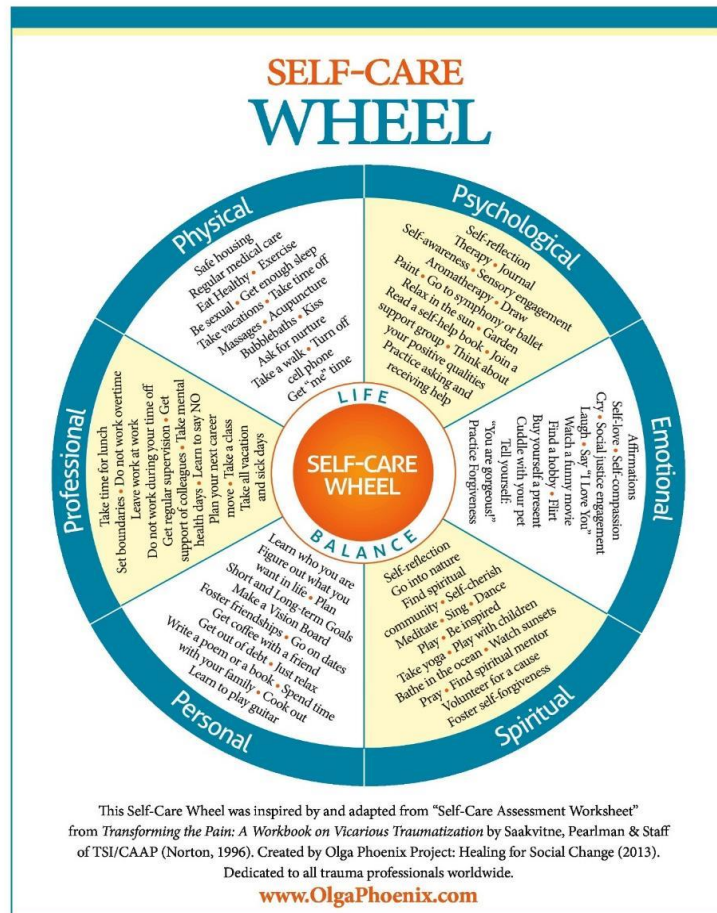 SELF-CARE
WHEEL
Physical
Safe housing
Regular medical care
Eat Healthy • Exercise
Be sexual • Get enough sleep
Take vacations • Take time off
Massages • Acupuncture
Bubblebaths • Kiss
Ask for nurture
Take a walk • Turn off
cell phone
Get "me" time
Psychological
Self-reflection
Therapy • Journal
Self-awareness • Sensory engagement
Aromatherapy • Draw
Paint • Go to symphony or ballet
Relax in the sun • Garden
Read a self-help book • Join a
support group • Think about
your positive qualities
Practice asking and
receiving help
Emotional
Affirmations
Self-love • Self-compassion
Cry • Social Justice engagement
Laugh • Say "I Love You"
Watch a funny movie
Find a hobby • Flirt
Buy yourself a present
Cuddle with your pet
Tell yourself:
"You are gorgeous!"
Practice Forgiveness
Spiritual
Self-reflection
Go into nature
Find spiritual
community • Self-cherish
Meditate • Sing • Dance
Play • Be inspired
Take yoga • Play with children
Bathe in the ocean • Watch sunsets
Pray • Find spiritual mentor
Volunteer for a cause
Foster self-forgiveness
Personal
Learn who you are
Figure out what you
want in life • Plan
Short and Long-term Goals
Make a Vision Board
Foster friendships • Go on dates
Get coffee with a friend
Get out of debt • Just relax
Write a poem or a book • Spend time
with your family • Cook out
Learn to play guitar
Professional
Take time for lunch
Set boundaries • Do not work overtime
Leave work at work
Do not work during your time off
Get regular supervision • Get
support of colleagues • Take mental
health days • Learn to say NO
Plan your next career
move • Take a class
Take all vacation
and sick days
LIFE
SELF-CARE
WHEEL
BALANCE
This Self-Care Wheel was inspired by and adapted from "Self-Care Assessment Worksheet"
from Transforming the Pain: A Workbook on Vicarious Traumatization by Saakvitne, Pearlman & Staff
of TSI/CAAP (Norton, 1996). Created by Olga Phoenix Project: Healing for Social Change (2013).
Dedicated to all trauma professionals worldwide.
www.OlgaPhoenix.com